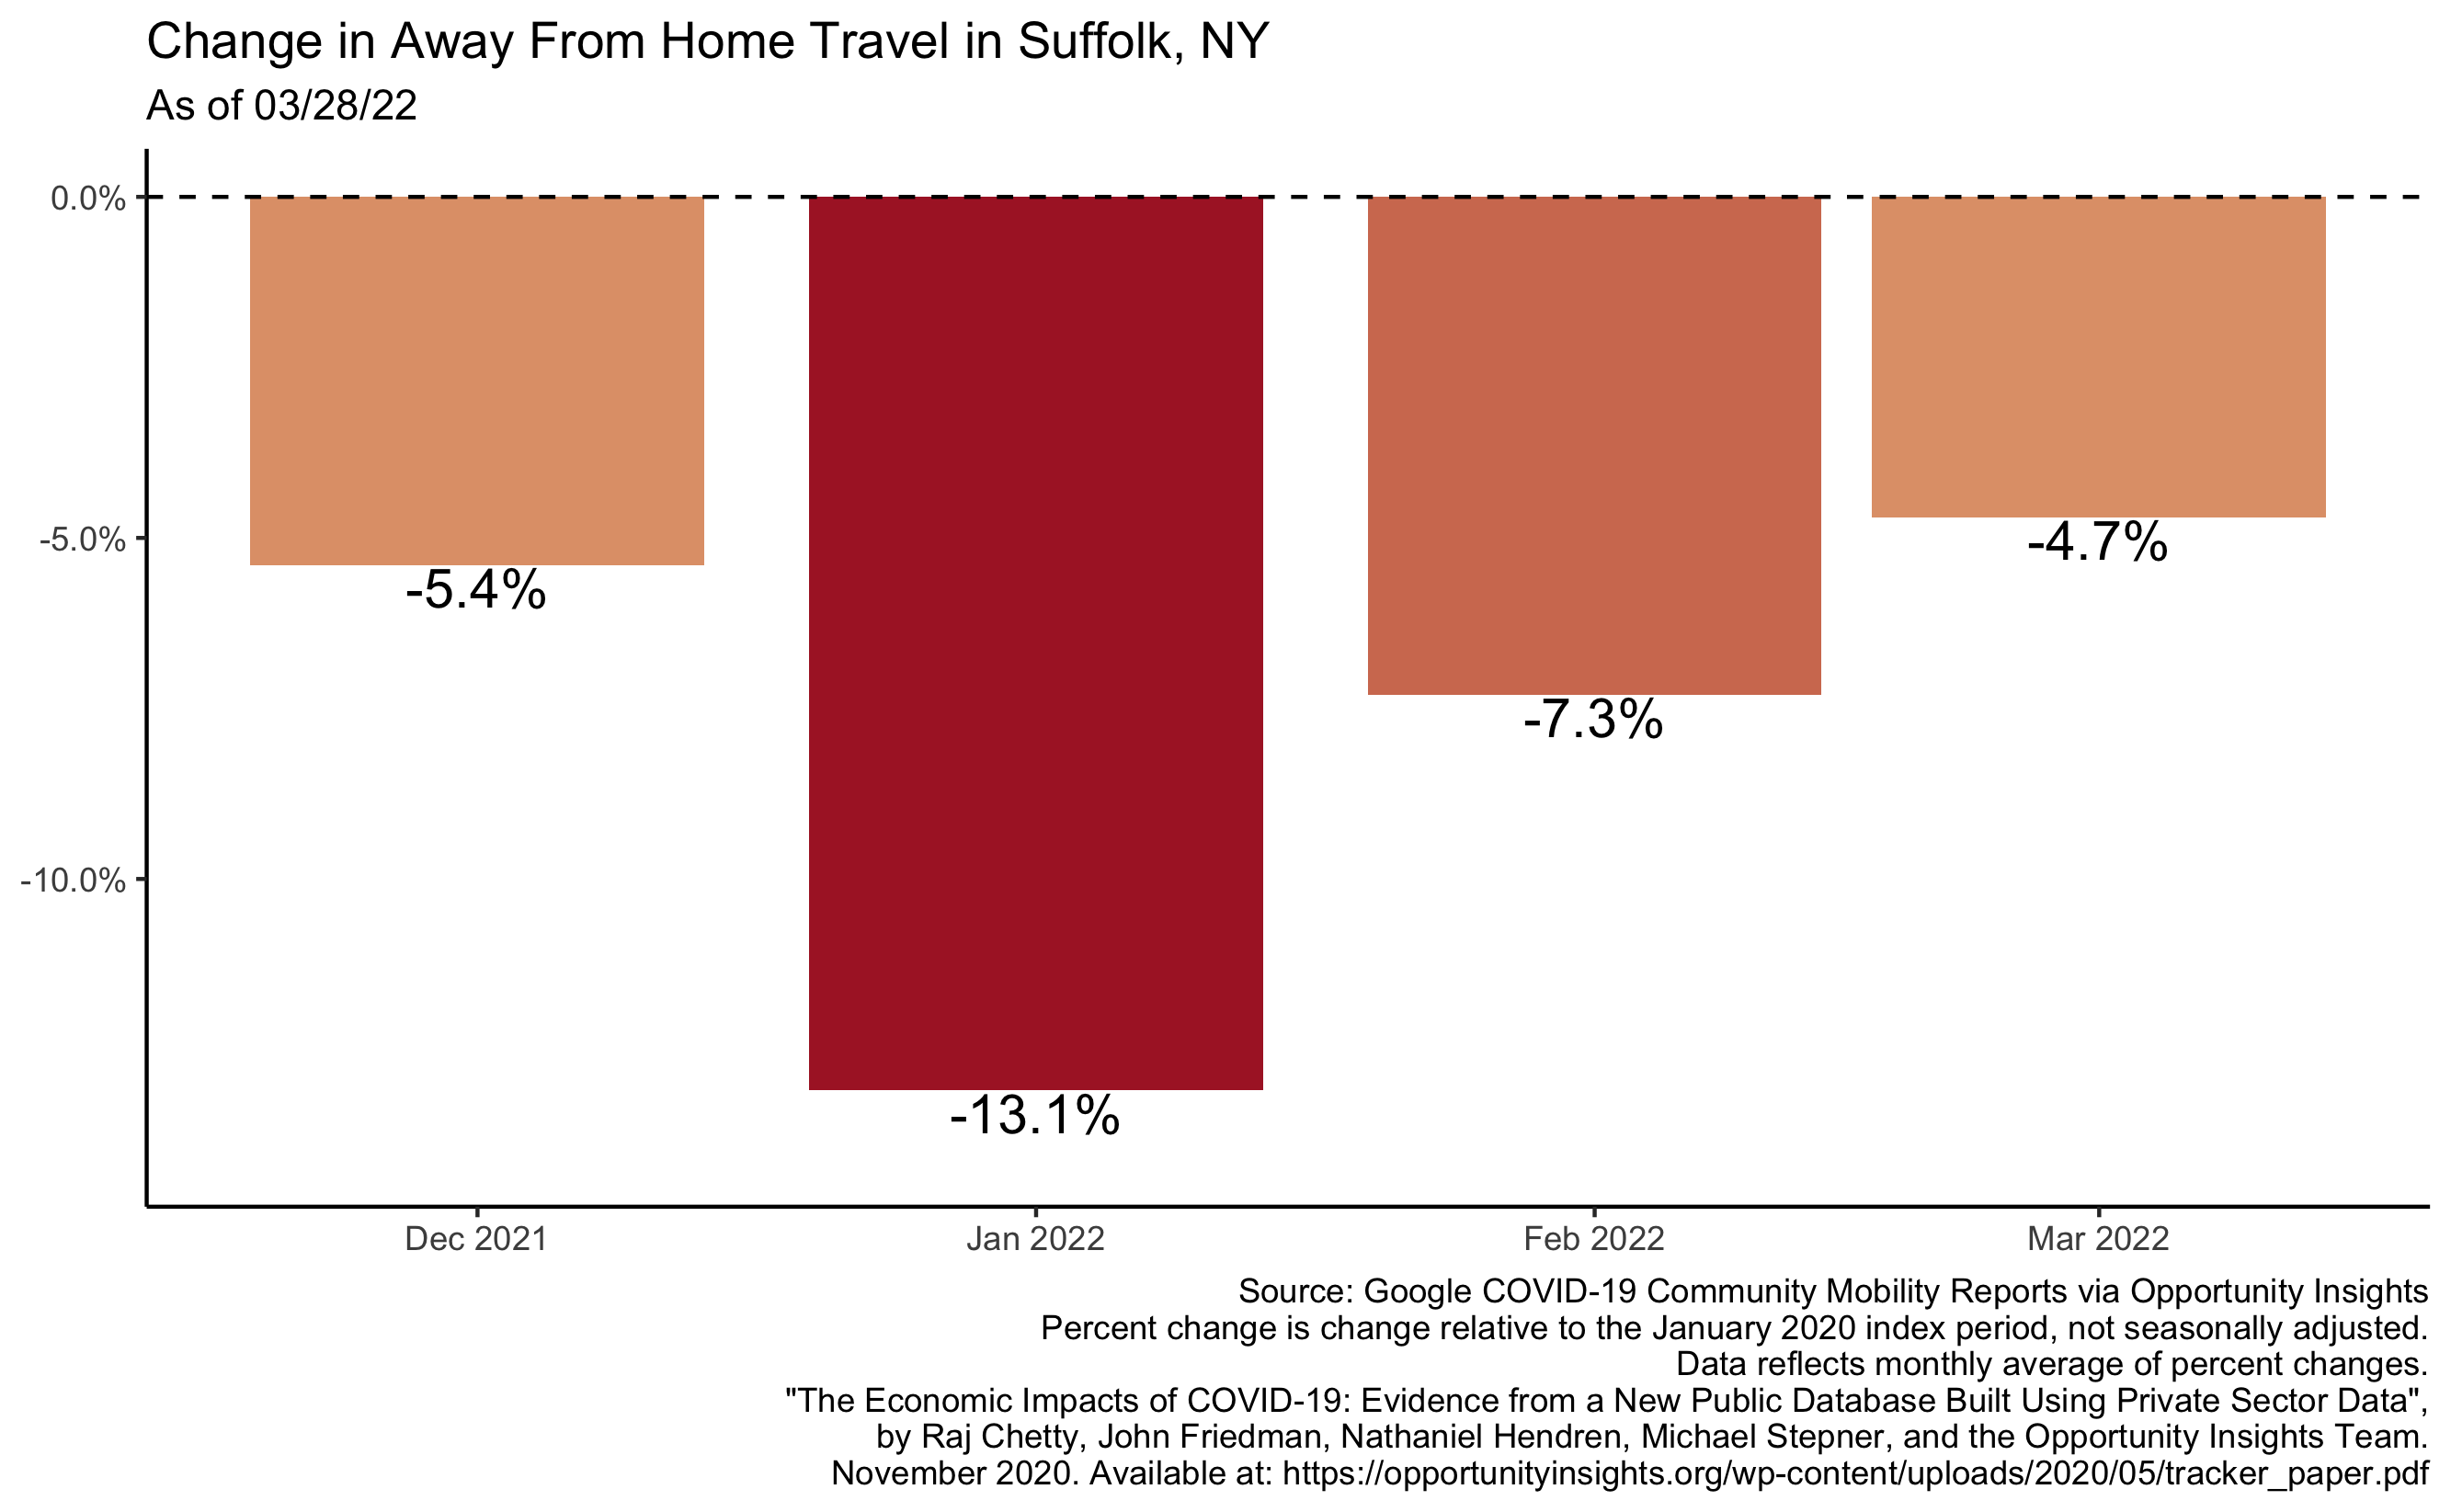 Change in Away From Home Travel in Suffolk, NY
As of 03/28/22
0.0%
-5.0%
-10.0%
-5.4%
-13.1%
-7.3%
-4.7%
Dec 2021
Jan 2022
Feb 2022
Mar 2022
Source: Google COVID-19 Community Mobility Reports via Opportunity Insights
Percent change is change relative to the January 2020 index period, not seasonally adjusted.
Data reflects monthly average of percent changes.
"The Economic Impacts of COVID-19: Evidence from a New Public Database Built Using Private Sector Data",
by Raj Chetty, John Friedman, Nathaniel Hendren, Michael Stepner, and the Opportunity Insights Team.
November 2020. Available at: https://opportunityinsights.org/wp-content/uploads/2020/05/tracker_paper.pdf